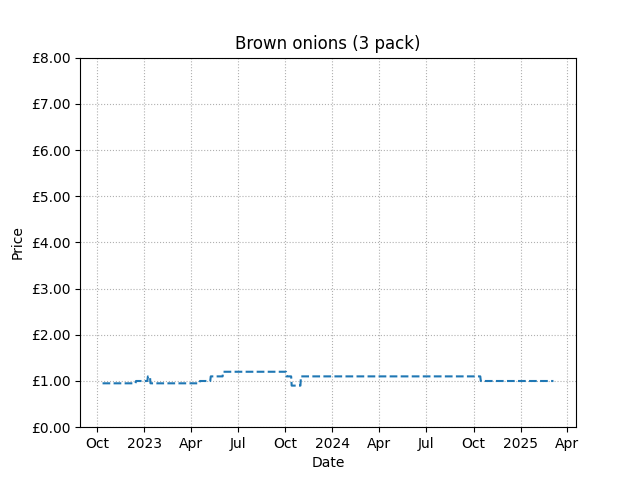 Brown onions (3 pack)
£8.00
£7.00
£6.00
£5.00
£4.00
£3.00
£2.00
£1.00
£0.00
Price
Oct 2023 Apr Jul Oct 2024 Apr Jul Oct 2025 Apr
Date